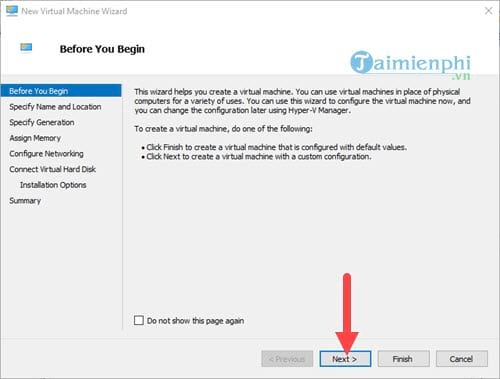 New Virtual Machine Wizard
Before You Begin
Taimienphi
.vn
Before You Begin
Specify Name and Location
Specify Generation
Assign Memory
Configure Networking
Connect Virtual Hard Disk
Installation Options
Summary
This wizard helps you create a virtual machine. You can use virtual machines in place of physical
computers for a variety of uses. You can use this wizard to configure the virtual machine now, and
you can change the configuration later using Hyper-V Manager.
To create a virtual machine, do one of the following:
• Click Finish to create a virtual machine that is configured with default values.
• Click Next to create a virtual machine with a custom configuration.
Do not show this page again
< Previous
Next >
Finish
Cancel